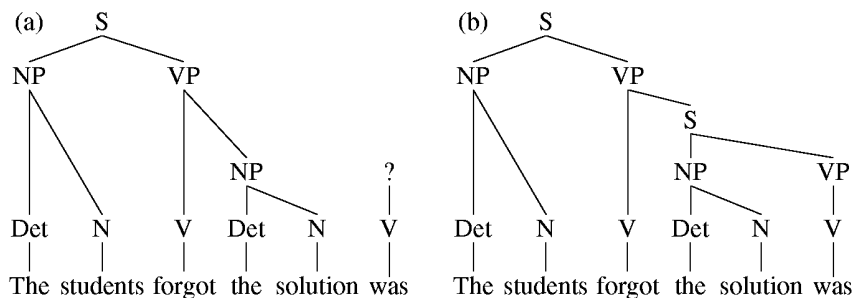 (a) S (b) S
NP VP NP VP
S
NP ? NP VP
Det N V Det N V Det N V Det N V
The students forgot the solution was The students forgot the solution was